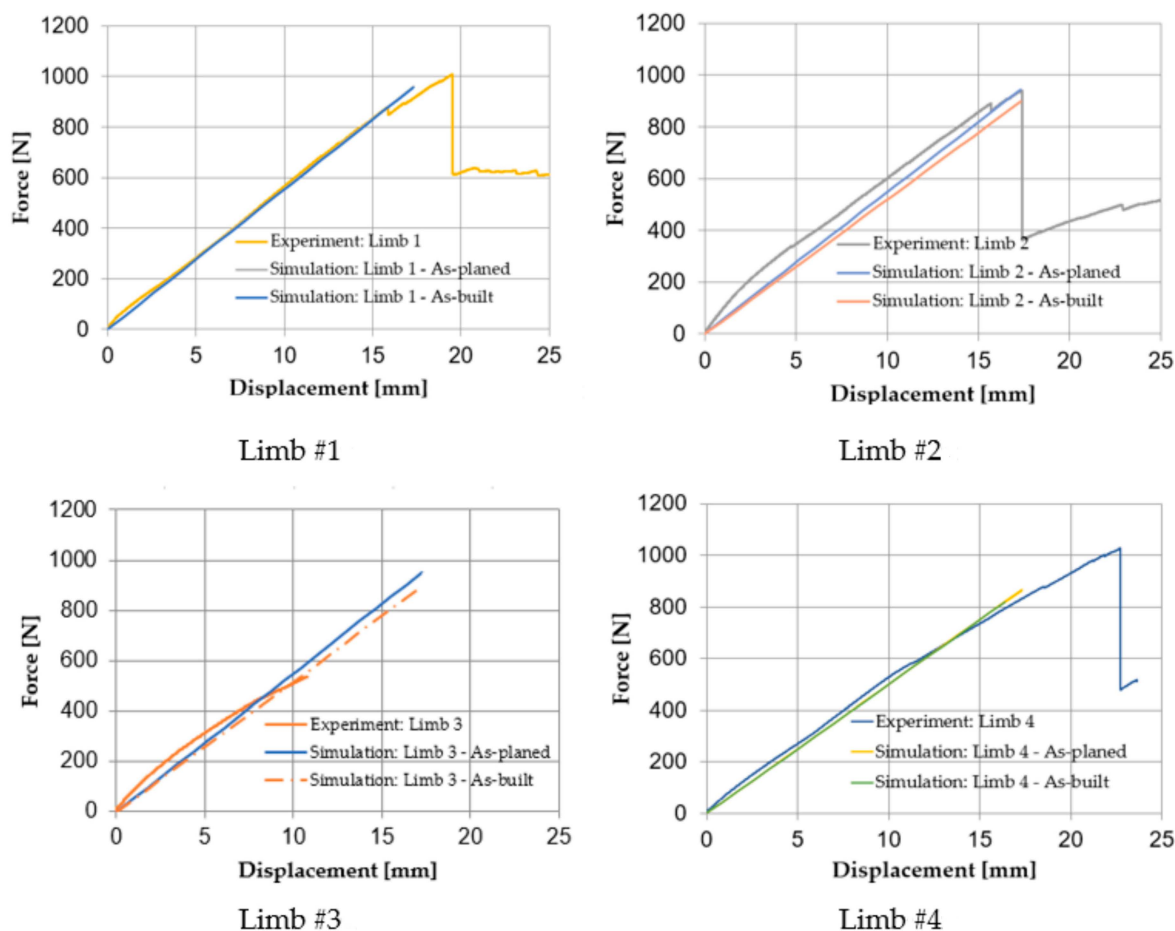 1200
1000
800
600
400
200
0
Force [N]
Experiment: Limb 1
Simulation: Limb 1 - As-planed
Simulation: Limb 1 - As-built
0 5 10 15 20 25
Displacement [mm]
Limb #1
1200
1000
800
600
400
200
0
Force [N]
Experiment: Limb 2
Simulation: Limb 2 - As-planed
Simulation: Limb 2 - As-built
0 5 10 15 20 25
Displacement [mm]
Limb #2
1200
1000
800
600
400
200
0
Force [N]
Experiment: Limb 3
Simulation: Limb 3 - As-planed
Simulation: Limb 3 - As-built
0 5 10 15 20 25
Displacement [mm]
Limb #3
1200
1000
800
600
400
200
0
Force [N]
Experiment: Limb 4
Simulation: Limb 4 - As-planed
Simulation: Limb 4 - As-built
0 5 10 15 20 25
Displacement [mm]
Limb #4